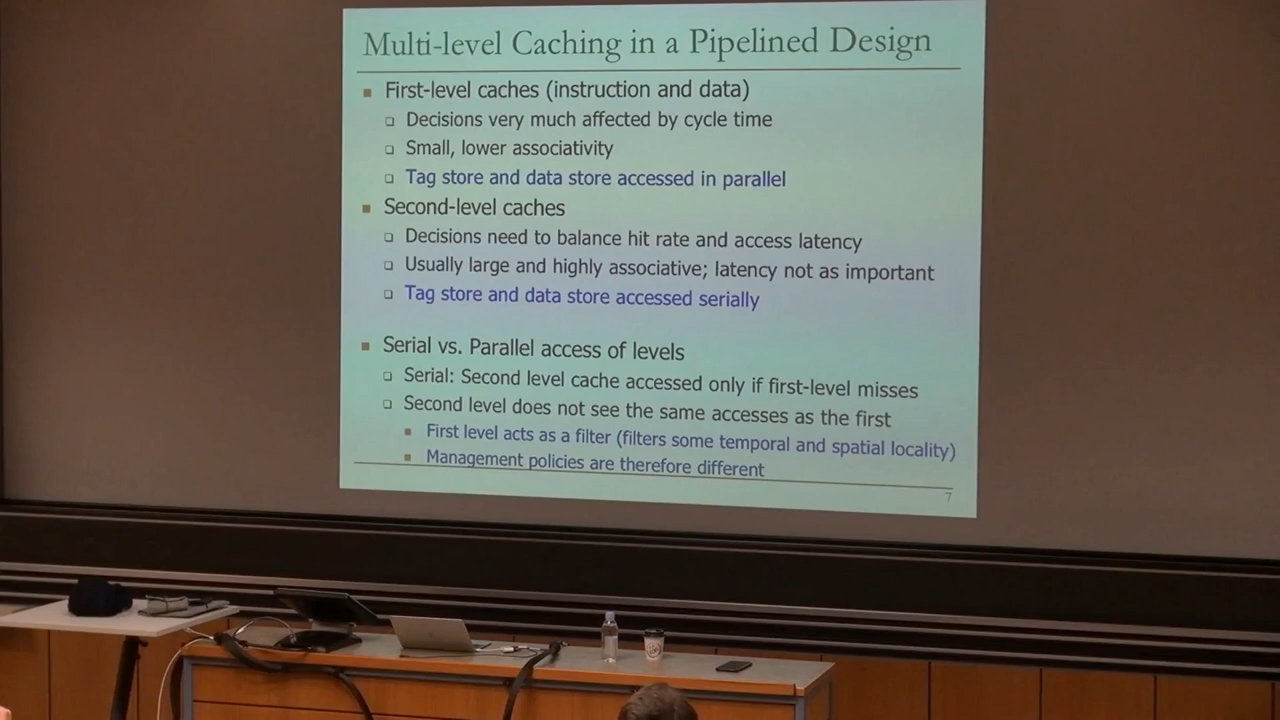 Multi-level Caching in a Pipelined Design
First-level caches (instruction and data)
Decisions very much affected by cycle time
Small, lower associativity
Tag store and data store accessed in parallel
Second-level caches
Decisions need to balance hit rate and access latency
Usually large and highly associative; latency not as important
Tag store and data store accessed serially
Serial vs. Parallel access of levels
Serial: Second level cache accessed only if first-level misses
Second level does not see the same accesses as the first
First level acts as a filter (filters some temporal and spatial locality)
Management policies are therefore different
7